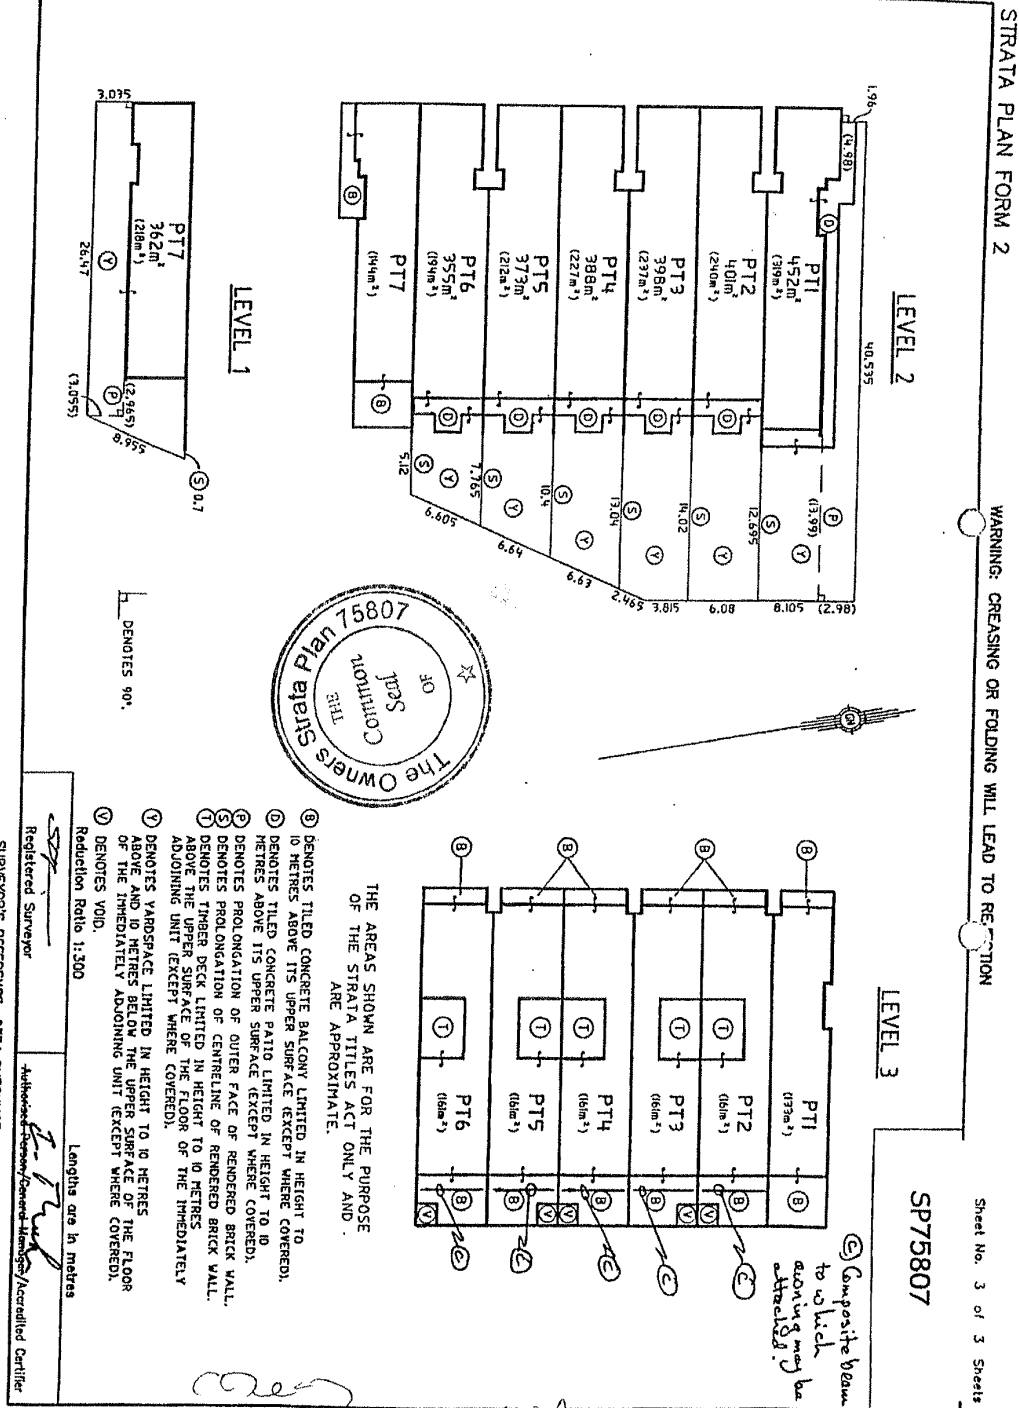 STRATA PLAN FORM 2
WARNING: CREASING OR FOLDING WILL LEAD TO REJECTION
Sheet No. 3 of 3 Sheets
SP75807
LEVEL 2
1.96
(4.98)
40.535
D
PT1
452m²
(319m²)
PT2
401m²
(240m²)
PT3
398m²
(237m²)
PT4
388m²
(227m²)
PT5
373m²
(212m²)
PT6
355m²
(194m²)
PT7
(144m²)
B
B
D
D
D
D
D
P
(13.99)
Y
S
12.695
Y
S
14.02
Y
S
13.04
Y
S
10.4
Y
S
7.765
Y
S
5.12
(2.98)
8.105
6.08
3.815
2.465
6.63
6.64
6.605
LEVEL 1
3.035
PT7
362m²
(218m²)
Y
26.47
P
(2.965)
(3.055)
8.955
S 0.7
DENOTES 90°.
GN
The Owners Strata Plan 75807
THE
Common
Seal
OF
LEVEL 3
B
B
B
B
PT1
(133m²)
B
PT2
(161m²)
T
B
PT3
(161m²)
T
B
PT4
(161m²)
T
B
PT5
(161m²)
T
B
PT6
(161m²)
T
B
V
V
V
V
V
C
C
C
C
C
C Composite beam
to which
awning may be
attached.
THE AREAS SHOWN ARE FOR THE PURPOSE
OF THE STRATA TITLES ACT ONLY AND
ARE APPROXIMATE.
B DENOTES TILED CONCRETE BALCONY LIMITED IN HEIGHT TO
10 METRES ABOVE ITS UPPER SURFACE (EXCEPT WHERE COVERED).
D DENOTES TILED CONCRETE PATIO LIMITED IN HEIGHT TO 10
METRES ABOVE ITS UPPER SURFACE (EXCEPT WHERE COVERED).
P DENOTES PROLONGATION OF OUTER FACE OF RENDERED BRICK WALL.
S DENOTES PROLONGATION OF CENTRELINE OF RENDERED BRICK WALL.
T DENOTES TIMBER DECK LIMITED IN HEIGHT TO 10 METRES
ABOVE THE UPPER SURFACE OF THE FLOOR OF THE IMMEDIATELY
ADJOINING UNIT (EXCEPT WHERE COVERED).
Y DENOTES YARDSPACE LIMITED IN HEIGHT TO 10 METRES
ABOVE AND 10 METRES BELOW THE UPPER SURFACE OF THE FLOOR
OF THE IMMEDIATELY ADJOINING UNIT (EXCEPT WHERE COVERED).
V DENOTES VOID.
Reduction Ratio 1:300
Lengths are in metres
Registered Surveyor
Authorised Person/General Manager/Accredited Certifier